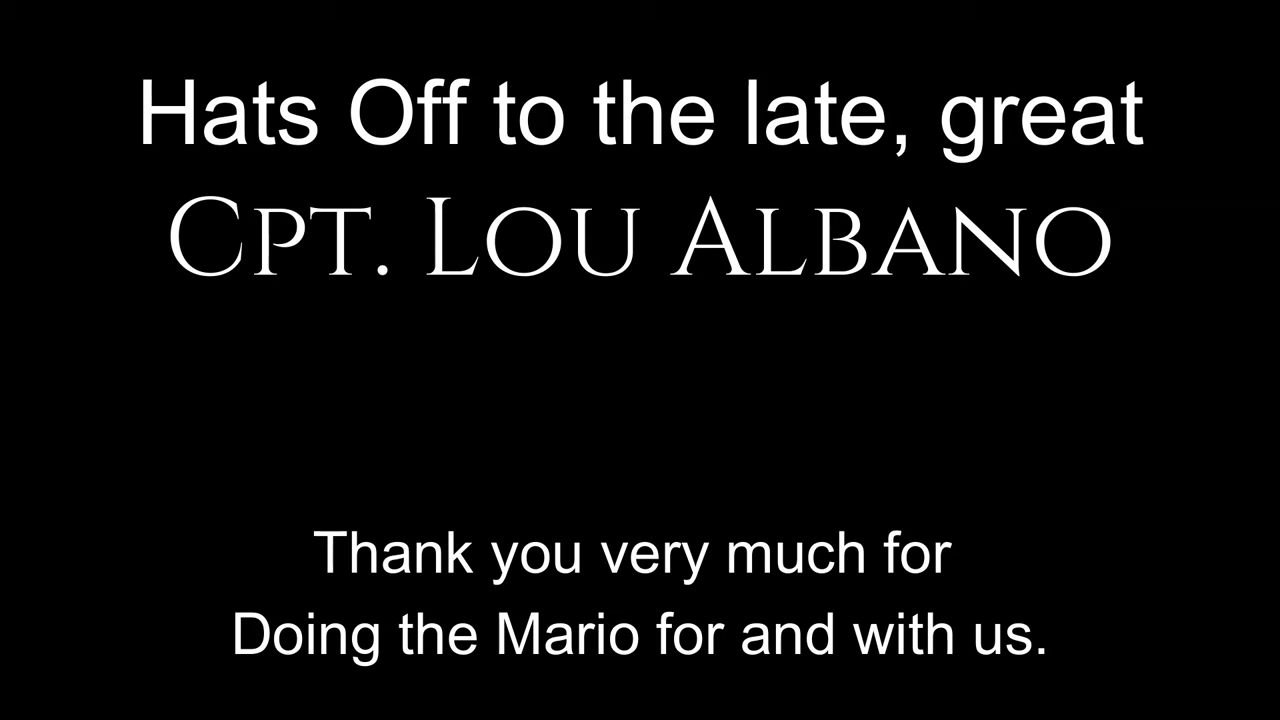 Hats Off to the late, great
Cpt. Lou Albano
Thank you very much for
Doing the Mario for and with us.